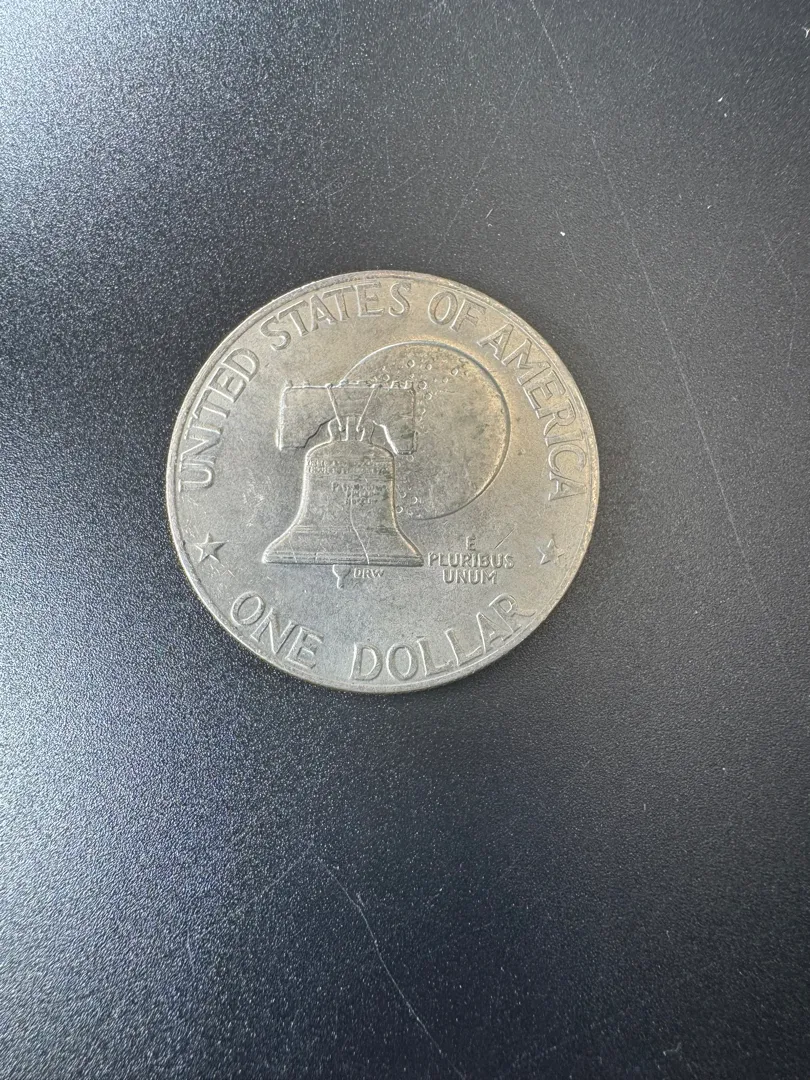 UNITED STATES OF AMERICA
E
PLURIBUS
UNUM
DRW
ONE DOLLAR